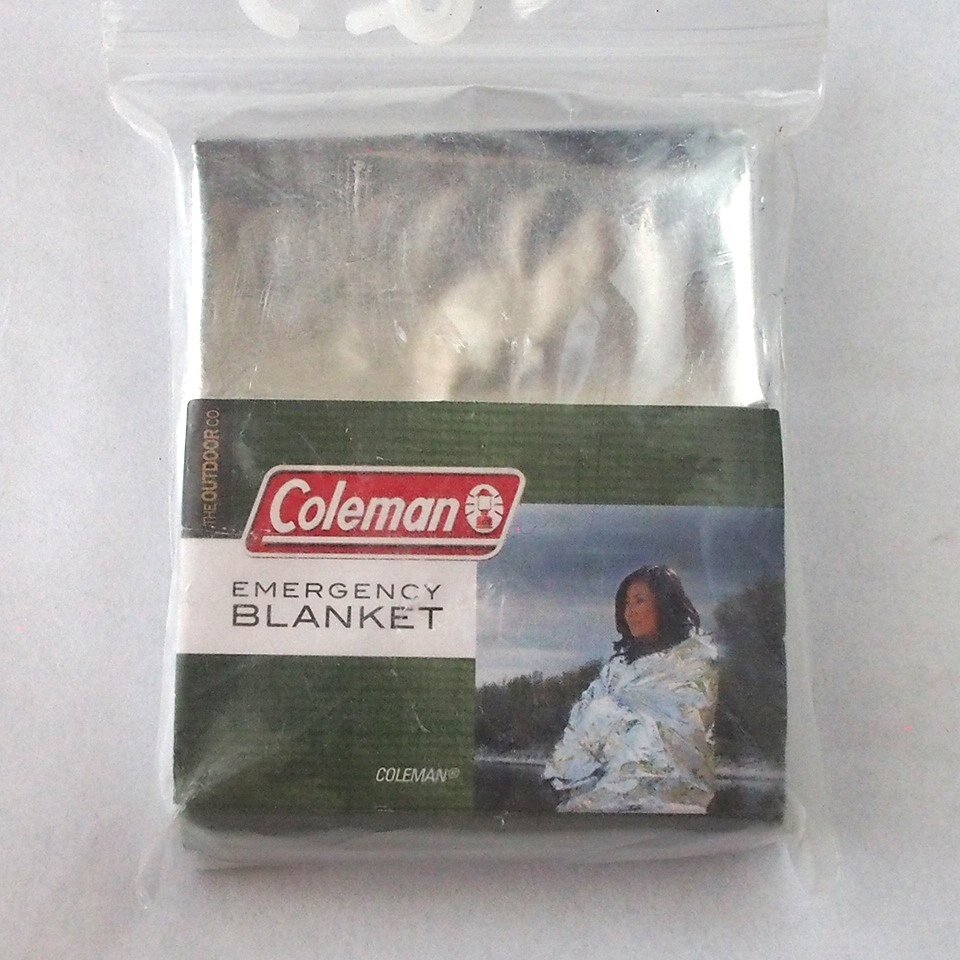 THE OUTDOOR CO.
Coleman
EMERGENCY
BLANKET
COLEMAN®